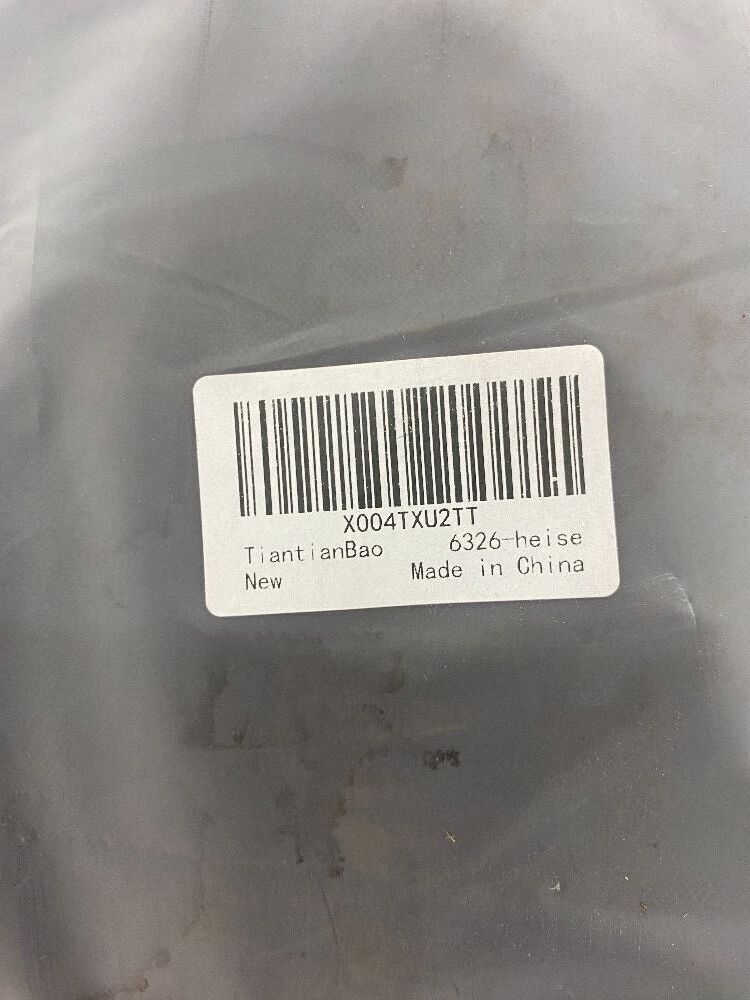 X004TXU2TT
TiantianBao 6326-heise
New Made in China